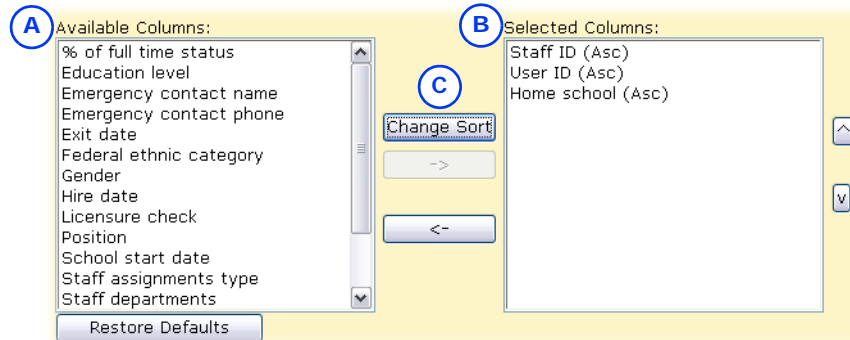 A
Available Columns:
B
Selected Columns:
% of full time status
Education level
Emergency contact name
Emergency contact phone
Exit date
Federal ethnic category
Gender
Hire date
Licensure check
Position
School start date
Staff assignments type
Staff departments
Restore Defaults
C
Change Sort
->
<-
Staff ID (Asc)
User ID (Asc)
Home school (Asc)
^
v